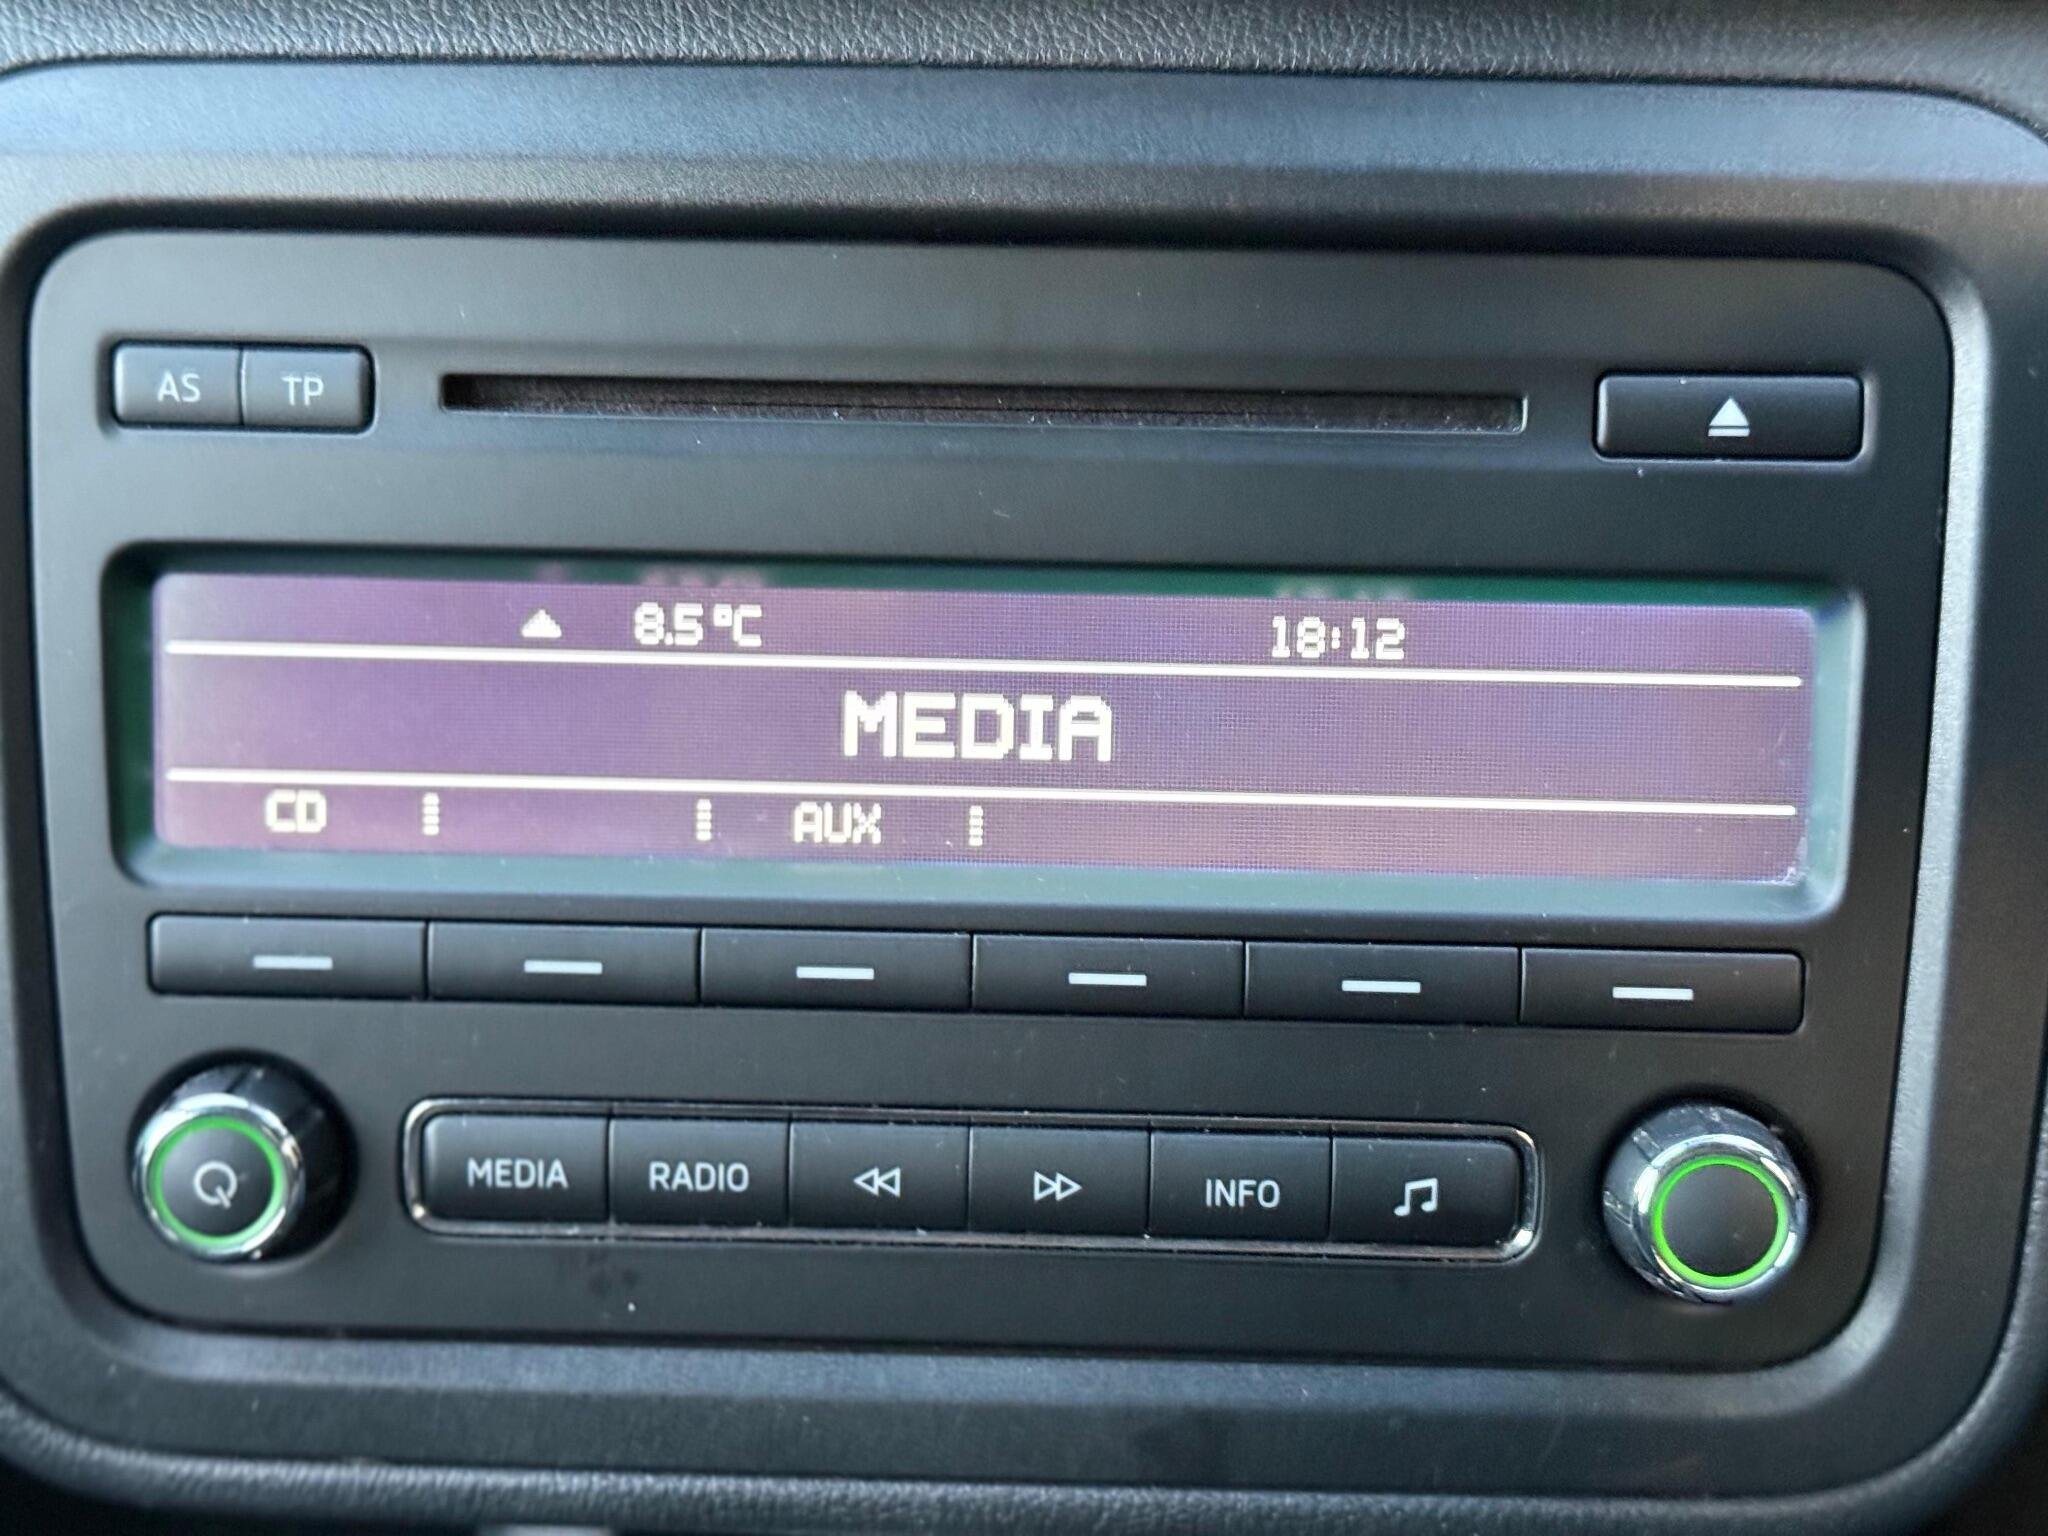 AS TP
8.5°C 18:12
MEDIA
CD AUX
MEDIA RADIO INFO